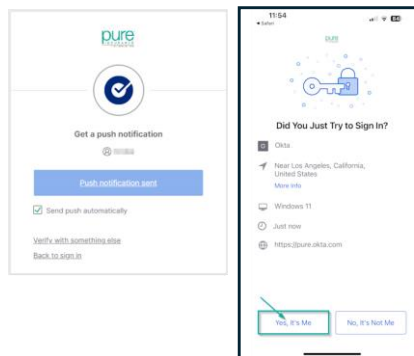 pure
Get a push notification
Push notification sent
Send push automatically
Verify with something else
Back to sign in
11:54
Safari
pure
Did You Just Try to Sign In?
Okta
Near Los Angeles, California,
United States
More info
Windows 11
Just now
https://pure.okta.com
Yes, It's Me
No, It's Not Me